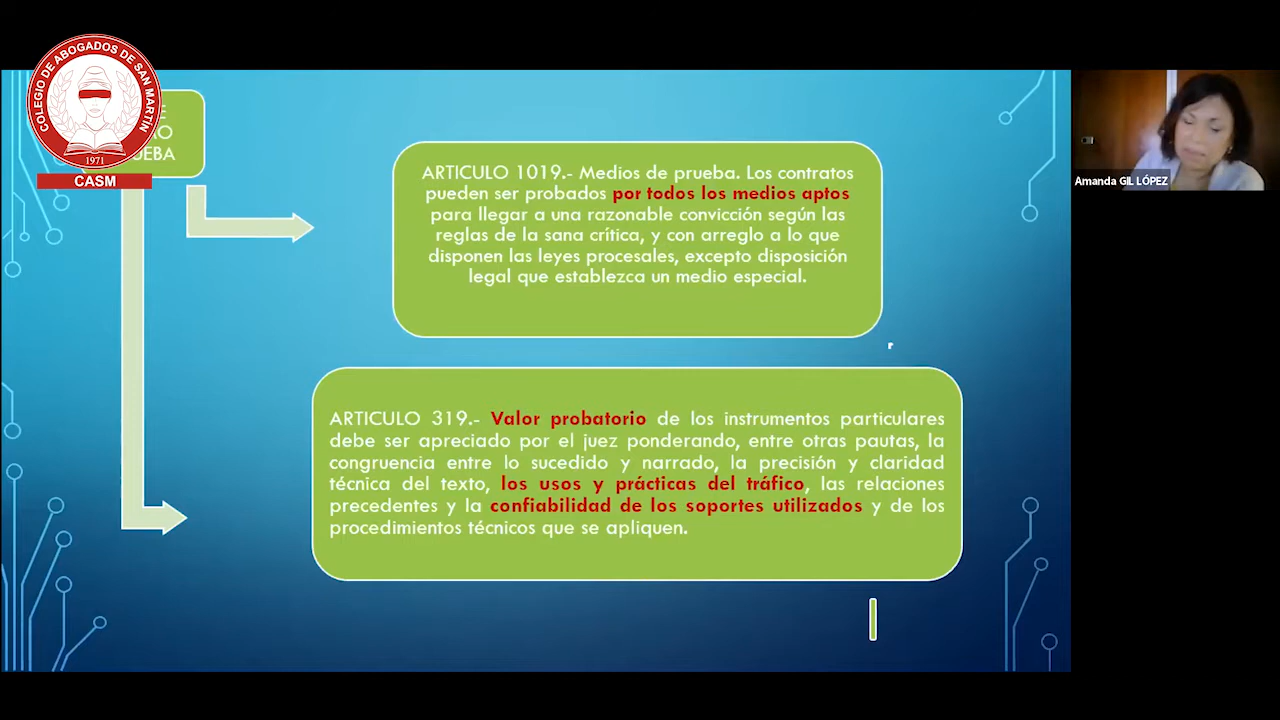 COLEGIO DE ABOGADOS DE SAN MARTÍN
1971
CASM
ARTICULO 1019.- Medios de prueba. Los contratos
pueden ser probados por todos los medios aptos
para llegar a una razonable convicción según las
reglas de la sana crítica, y con arreglo a lo que
disponen las leyes procesales, excepto disposición
legal que establezca un medio especial.
ARTICULO 319.- Valor probatorio de los instrumentos particulares
debe ser apreciado por el juez ponderando, entre otras pautas, la
congruencia entre lo sucedido y narrado, la precisión y claridad
técnica del texto, los usos y prácticas del tráfico, las relaciones
precedentes y la confiabilidad de los soportes utilizados y de los
procedimientos técnicos que se apliquen.
Amanda GIL LÓPEZ